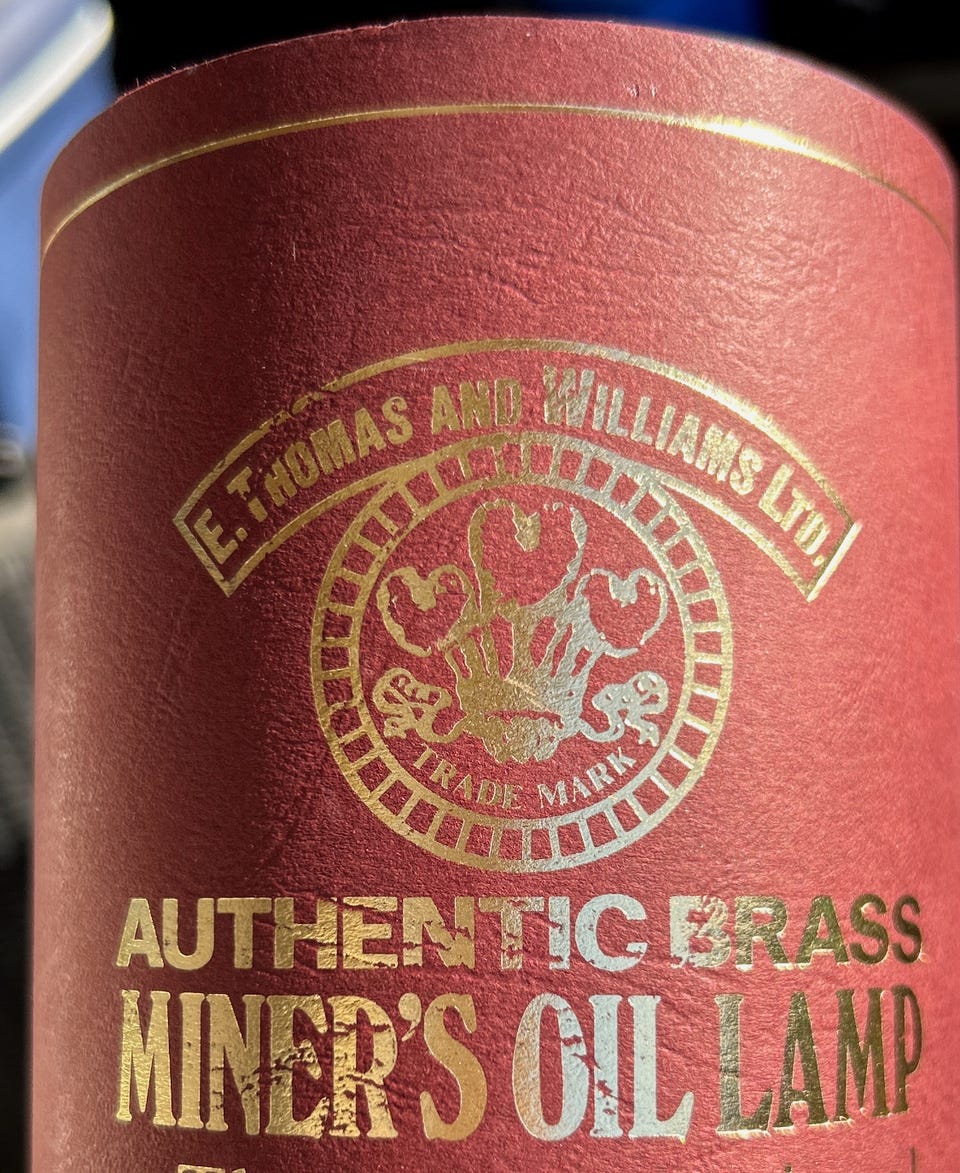 E. THOMAS AND WILLIAMS LTD.
TRADE MARK
AUTHENTIC BRASS
MINER'S OIL LAMP